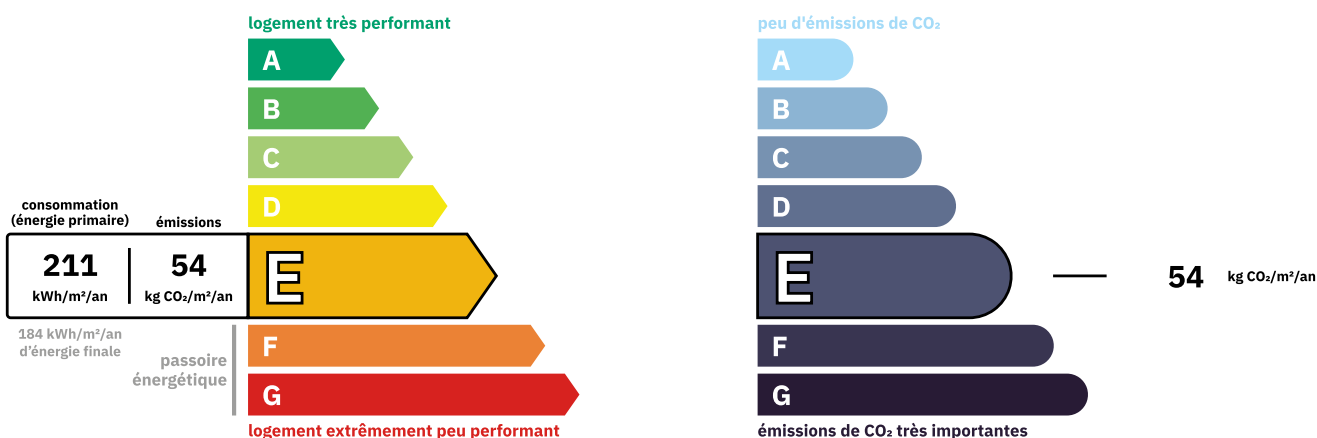 logement très performant
A
B
C
D
consommation
(énergie primaire)
émissions
211
kWh/m²/an
54
kg CO₂/m²/an
E
184 kWh/m²/an
d'énergie finale
passoire
énergétique
F
G
logement extrêmement peu performant
peu d'émissions de CO₂
A
B
C
D
E
54 kg CO₂/m²/an
F
G
émissions de CO₂ très importantes